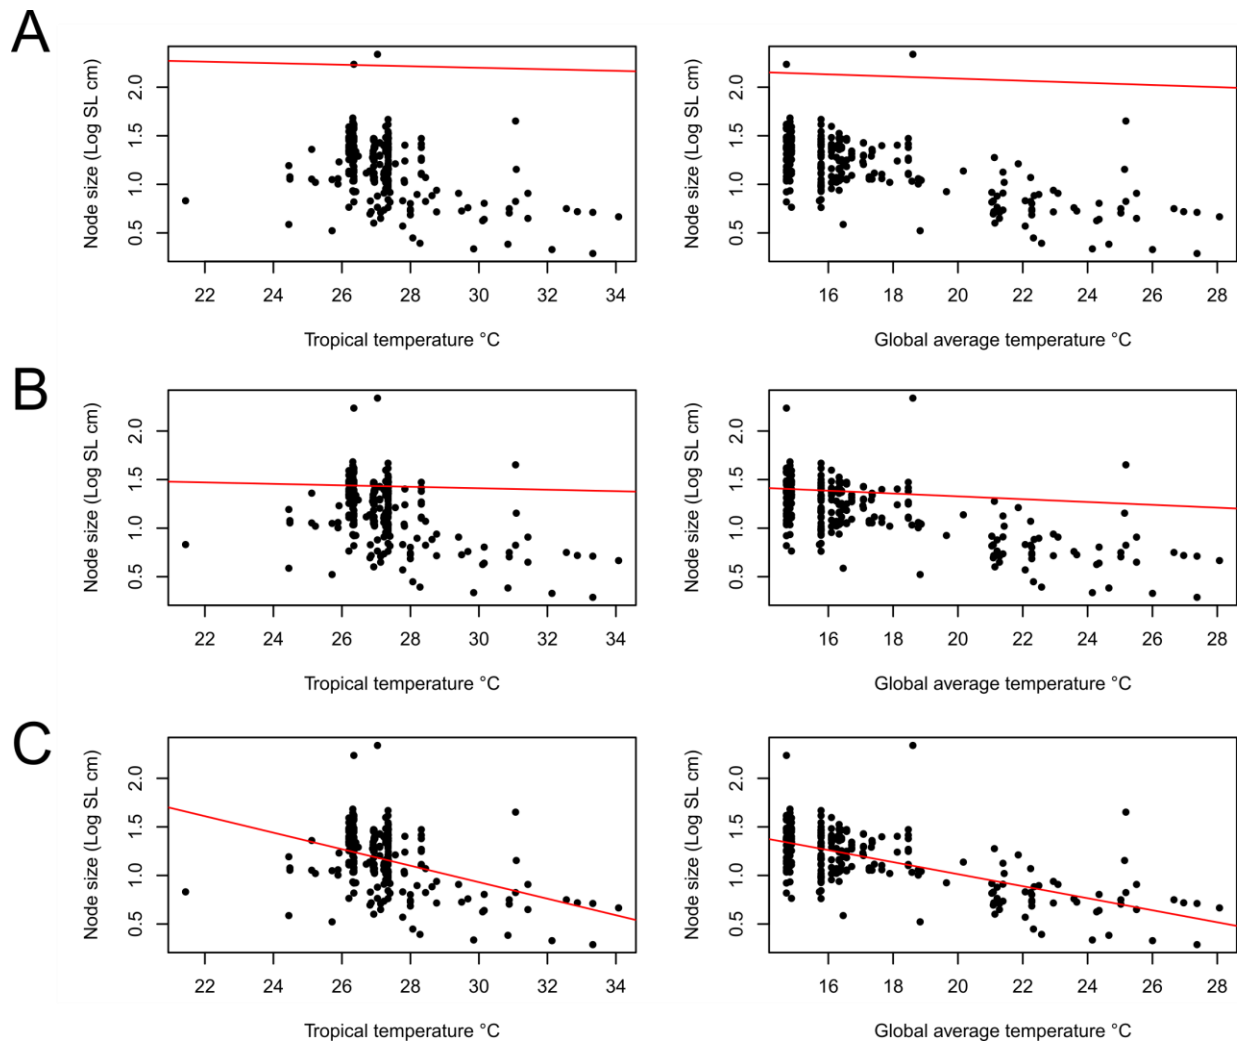 A
Node size (Log SL cm)
0.5 1.0 1.5 2.0
22 24 26 28 30 32 34
Tropical temperature °C
Node size (Log SL cm)
0.5 1.0 1.5 2.0
16 18 20 22 24 26 28
Global average temperature °C
B
Node size (Log SL cm)
0.5 1.0 1.5 2.0
22 24 26 28 30 32 34
Tropical temperature °C
Node size (Log SL cm)
0.5 1.0 1.5 2.0
16 18 20 22 24 26 28
Global average temperature °C
C
Node size (Log SL cm)
0.5 1.0 1.5 2.0
22 24 26 28 30 32 34
Tropical temperature °C
Node size (Log SL cm)
0.5 1.0 1.5 2.0
16 18 20 22 24 26 28
Global average temperature °C